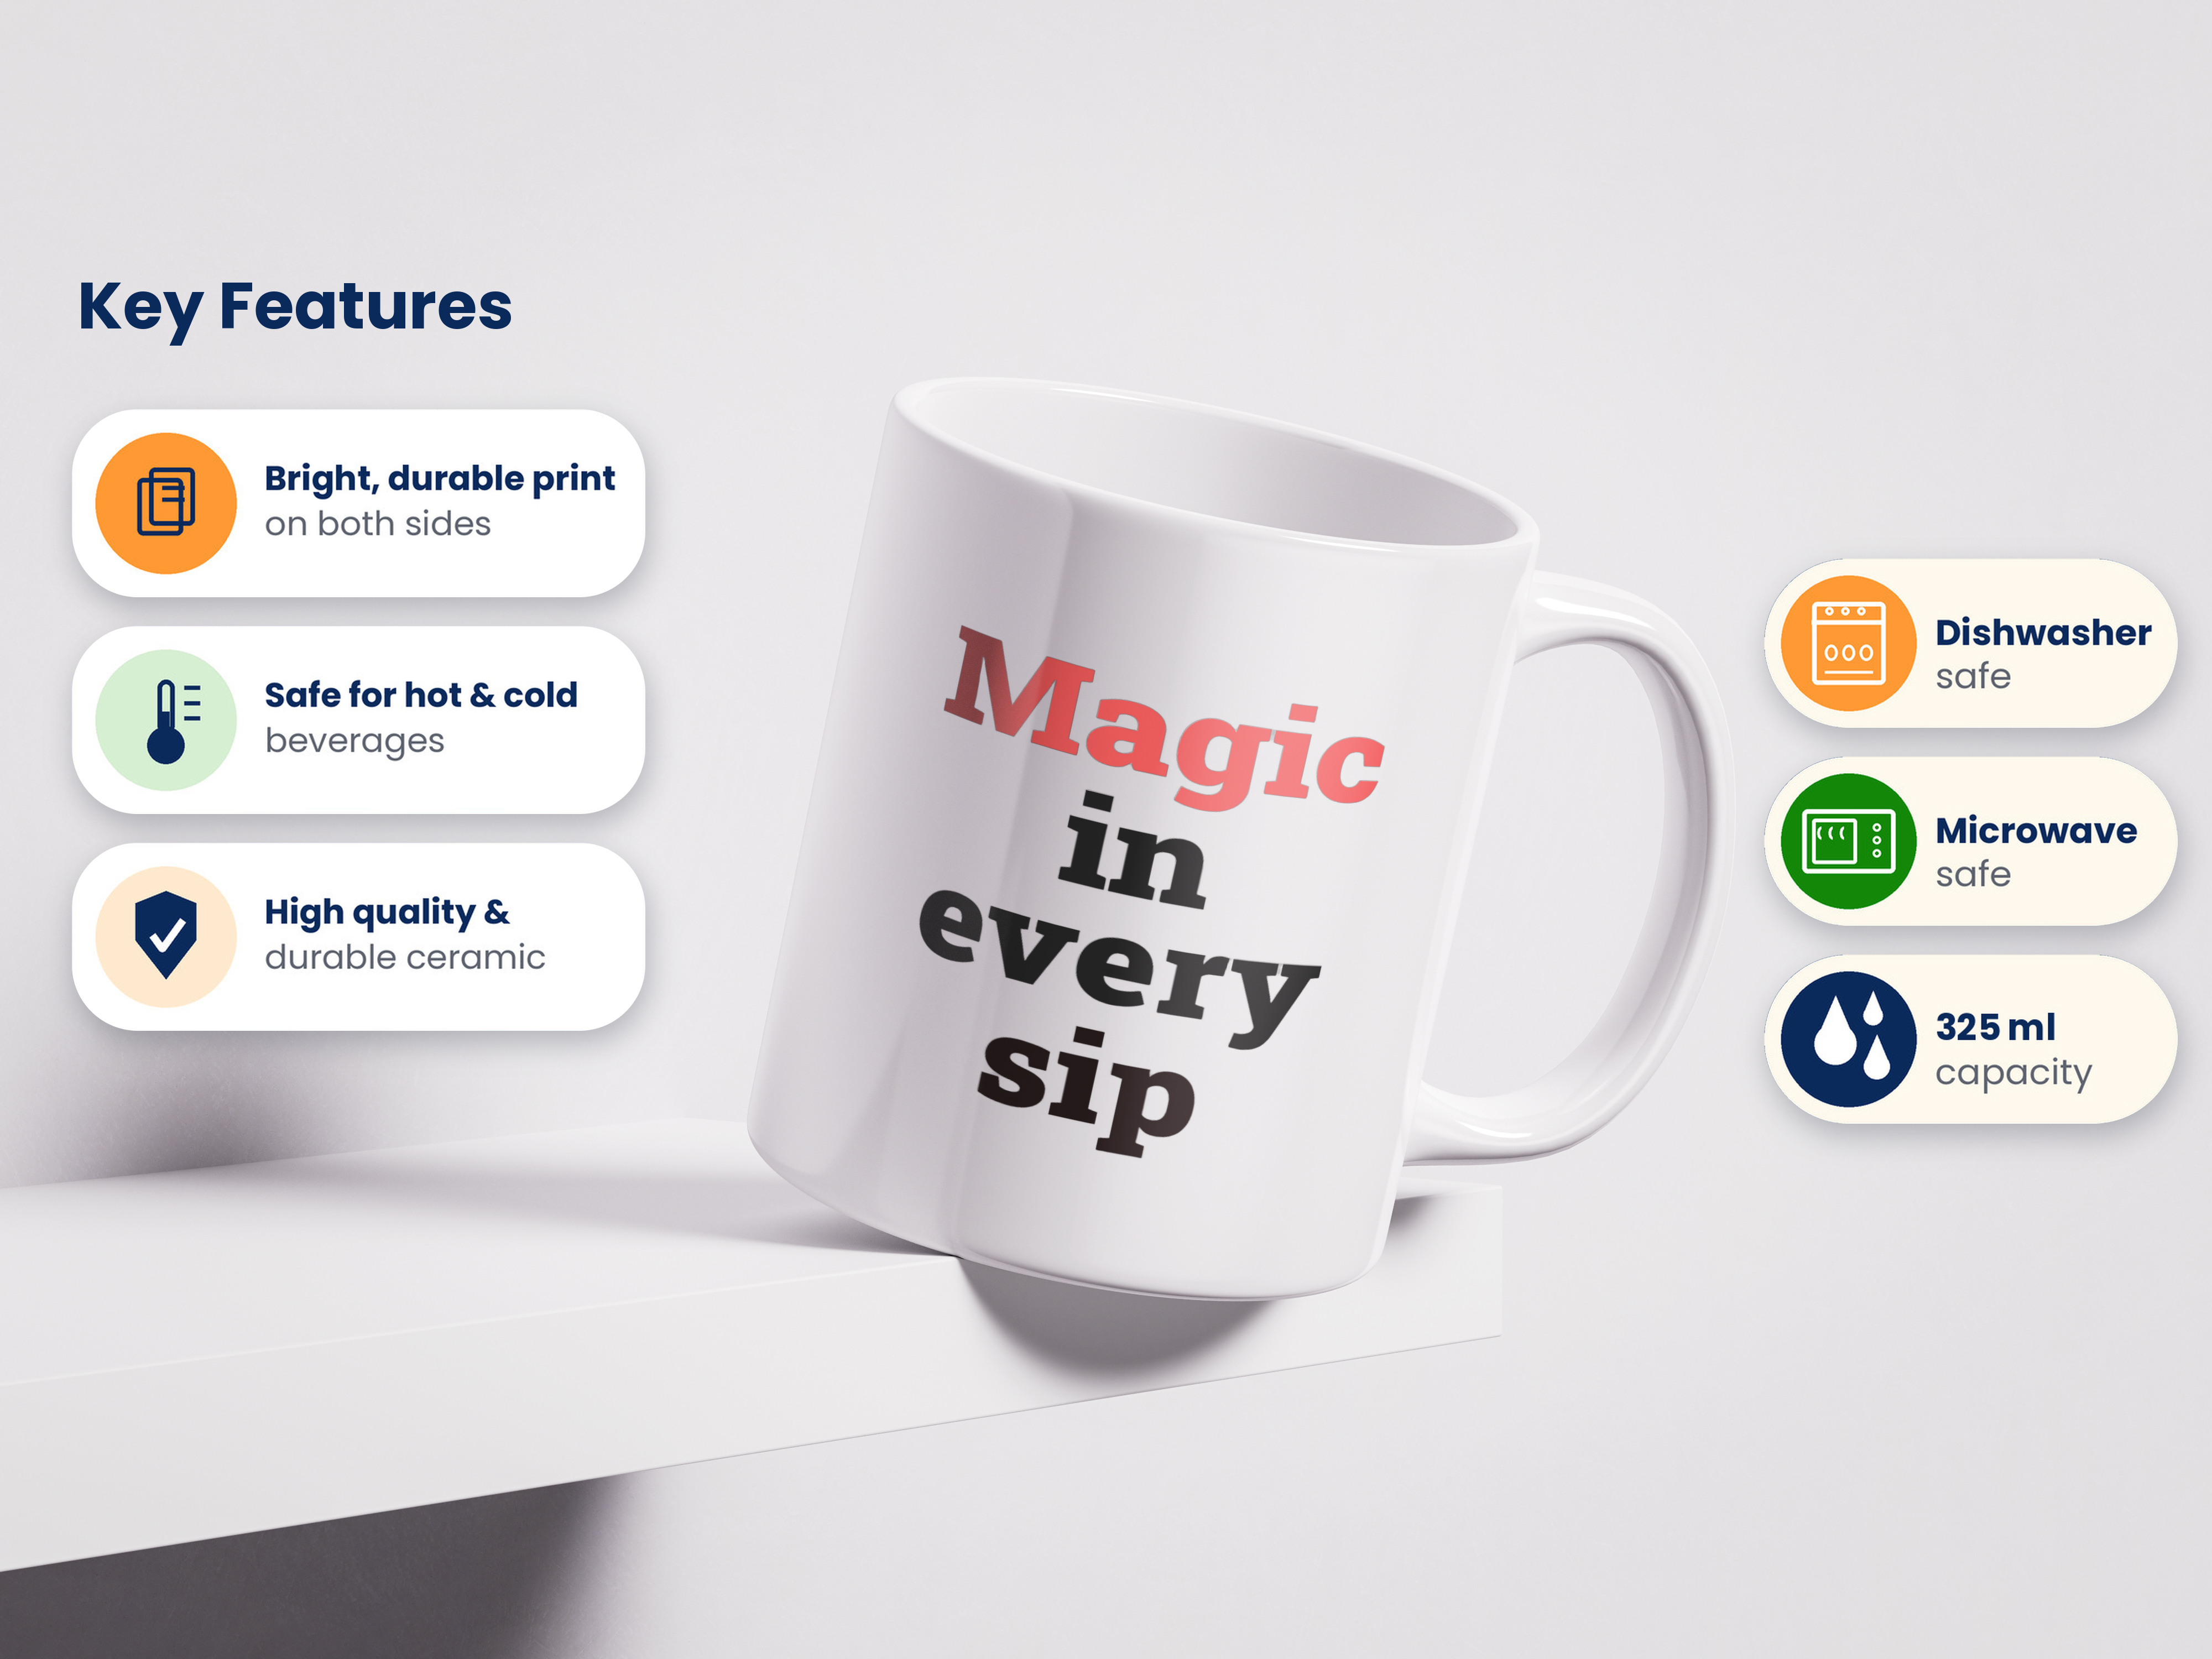 Key Features
Bright, durable print
on both sides
Safe for hot & cold
beverages
High quality &
durable ceramic
Magic
in
every
sip
Dishwasher
safe
Microwave
safe
325 ml
capacity